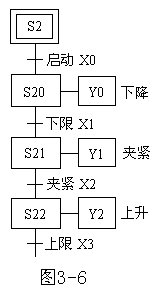 S2
启动 X0
S20 Y0 下降
下限 X1
S21 Y1 夹紧
夹紧 X2
S22 Y2 上升
上限 X3
图3-6